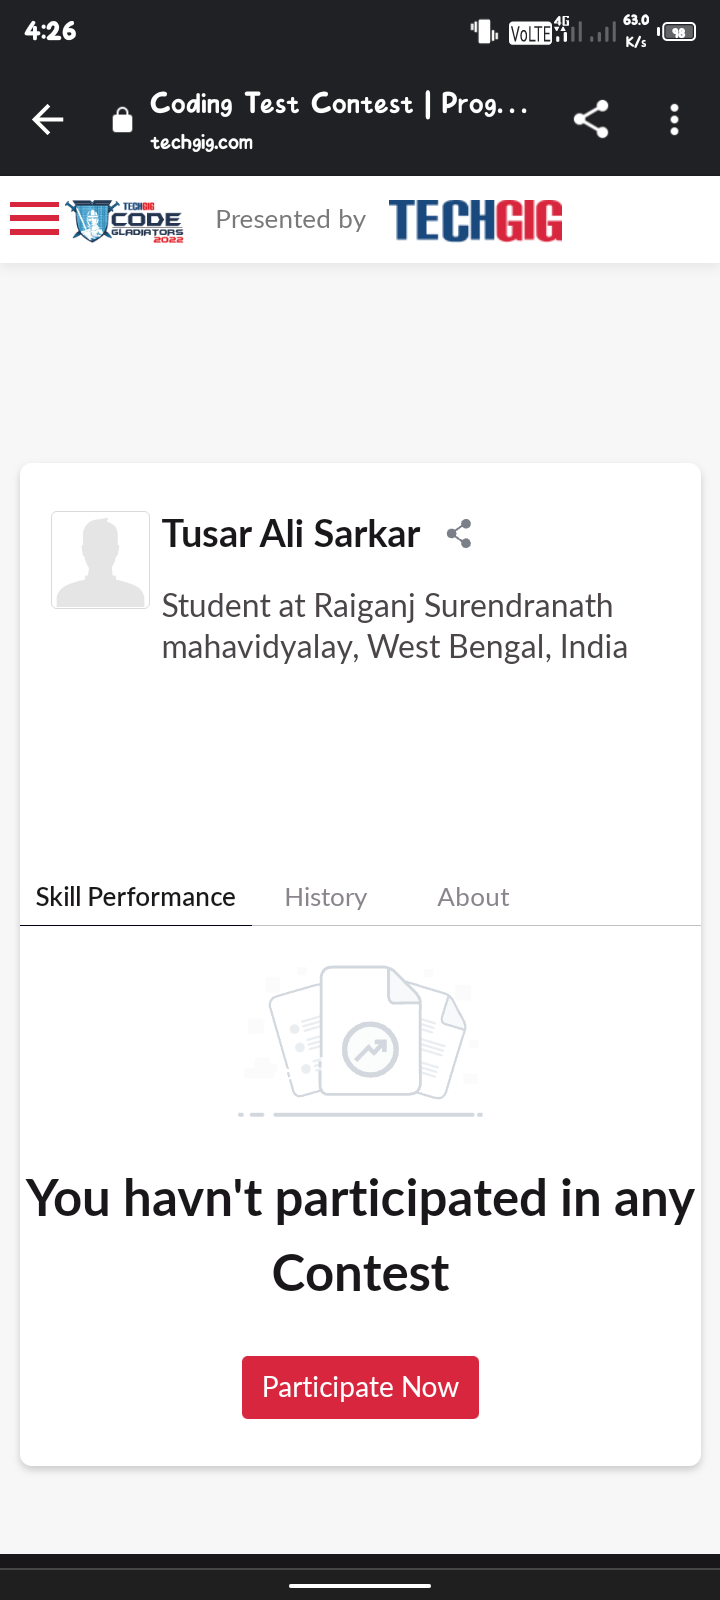 4:26
VoLTE 4G 63.0 K/s 98
Coding Test Contest | Prog...
techgig.com
TECHGIG CODE GLADIATORS 2022 Presented by TECHGIG
Tusar Ali Sarkar
Student at Raiganj Surendranath
mahavidyalay, West Bengal, India
Skill Performance History About
You havn't participated in any
Contest
Participate Now